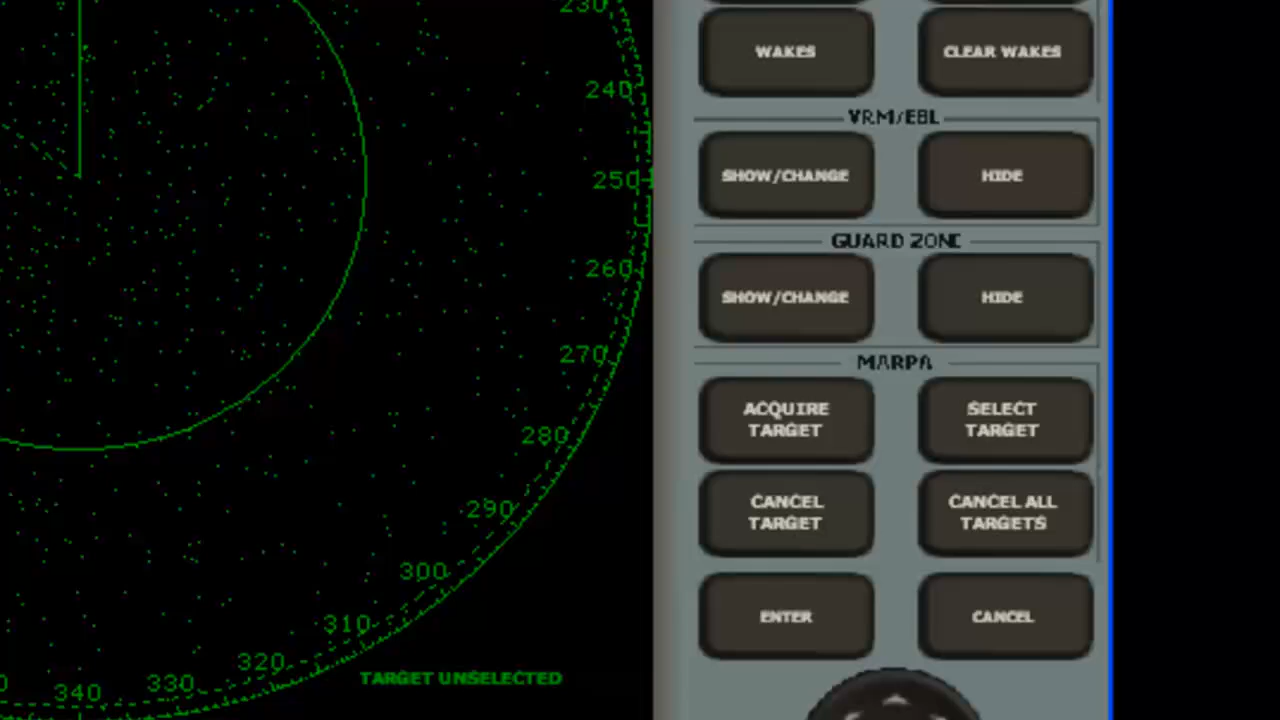 230
240
250
260
270
280
290
300
310
320
330
340
TARGET UNSELECTED
WAKES
CLEAR WAKES
VRM/EBL
SHOW/CHANGE
HIDE
GUARD ZONE
SHOW/CHANGE
HIDE
MARPA
ACQUIRE
TARGET
SELECT
TARGET
CANCEL
TARGET
CANCEL ALL
TARGETS
ENTER
CANCEL